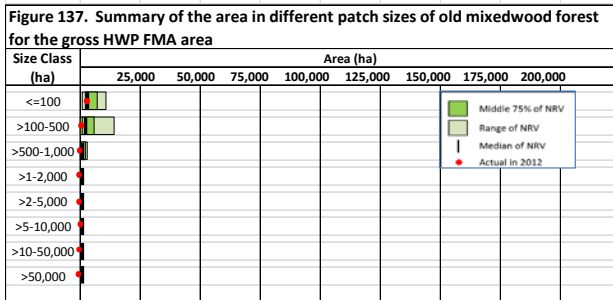 Figure 137. Summary of the area in different patch sizes of old mixedwood forest
for the gross HWP FMA area
Size Class
(ha)
Area (ha)
25,000 50,000 75,000 100,000 125,000 150,000 175,000 200,000
<=100
>100-500
>500-1,000
>1-2,000
>2-5,000
>5-10,000
>10-50,000
>50,000
Middle 75% of NRV
Range of NRV
Median of NRV
Actual in 2012